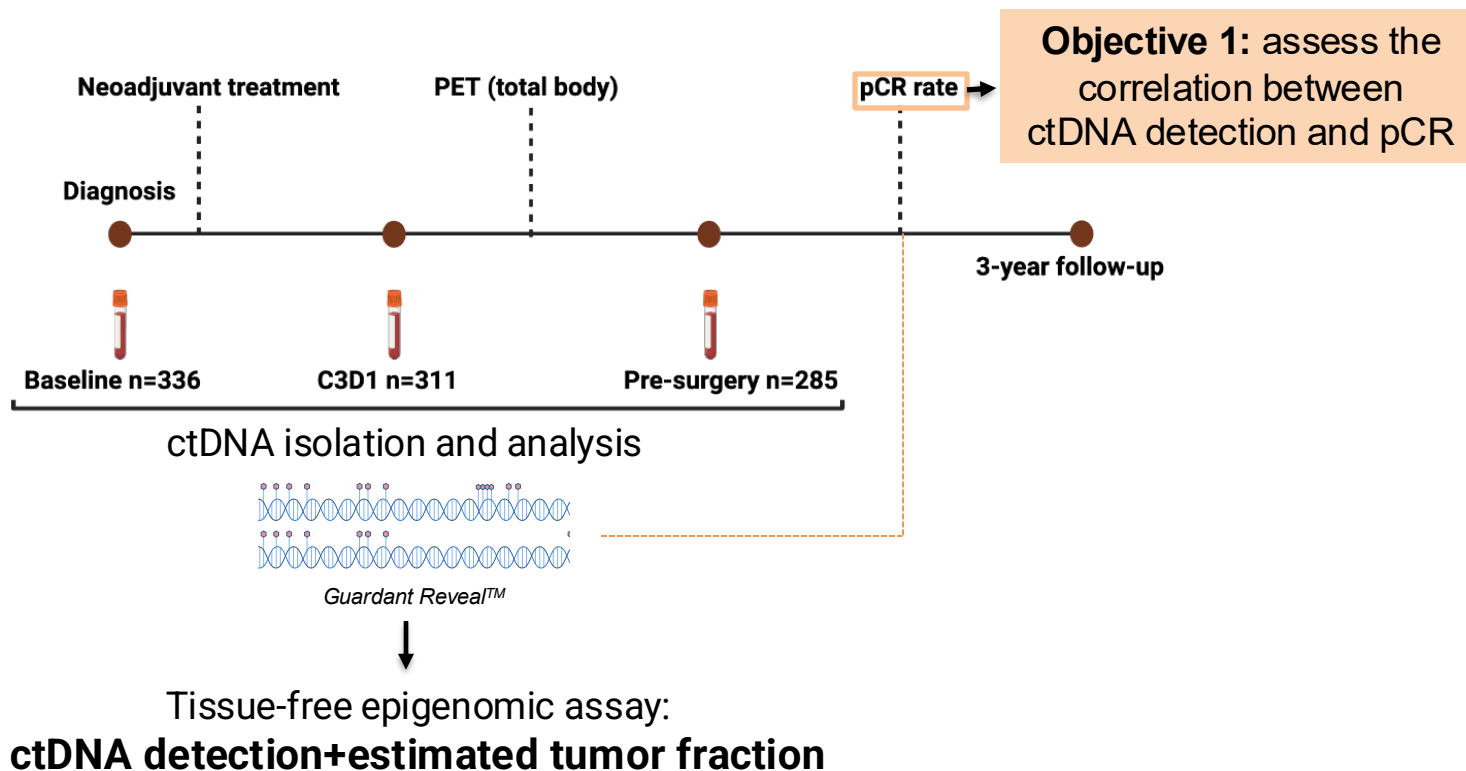 Objective 1: assess the
correlation between
ctDNA detection and pCR
Neoadjuvant treatment
PET (total body)
pCR rate
Diagnosis
3-year follow-up
Baseline n=336
C3D1 n=311
Pre-surgery n=285
ctDNA isolation and analysis
Guardant Reveal™
Tissue-free epigenomic assay:
ctDNA detection+estimated tumor fraction